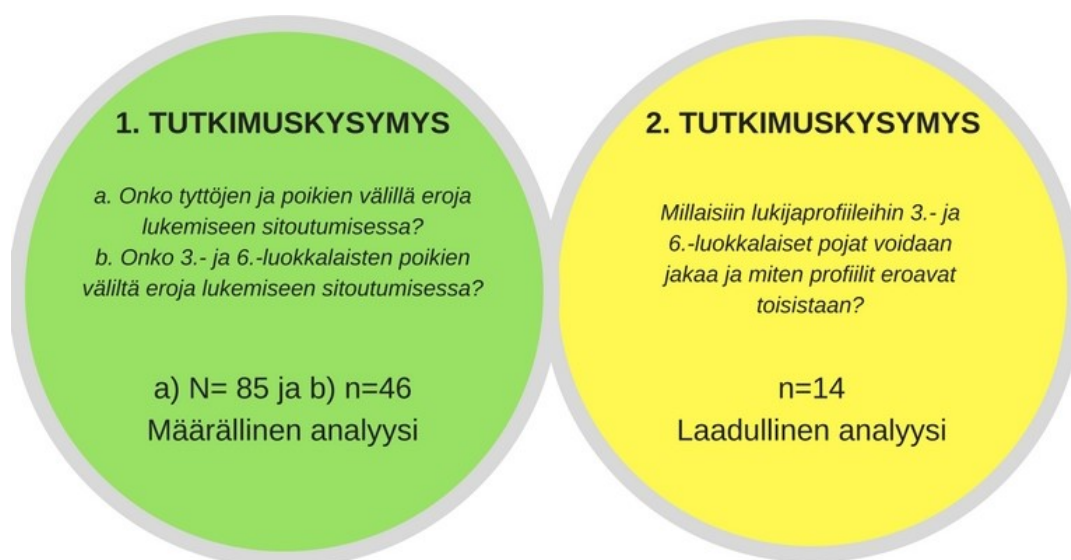 1. TUTKIMUSKYSYMYS
a. Onko tyttöjen ja poikien välillä eroja
lukemiseen sitoutumisessa?
b. Onko 3.- ja 6.-luokkalaisten poikien
väliltä eroja lukemiseen sitoutumisessa?
a) N= 85 ja b) n=46
Määrällinen analyysi
2. TUTKIMUSKYSYMYS
Millaisiin lukijaprofiileihin 3.- ja
6.-luokkalaiset pojat voidaan
jakaa ja miten profiilit eroavat
toisistaan?
n=14
Laadullinen analyysi